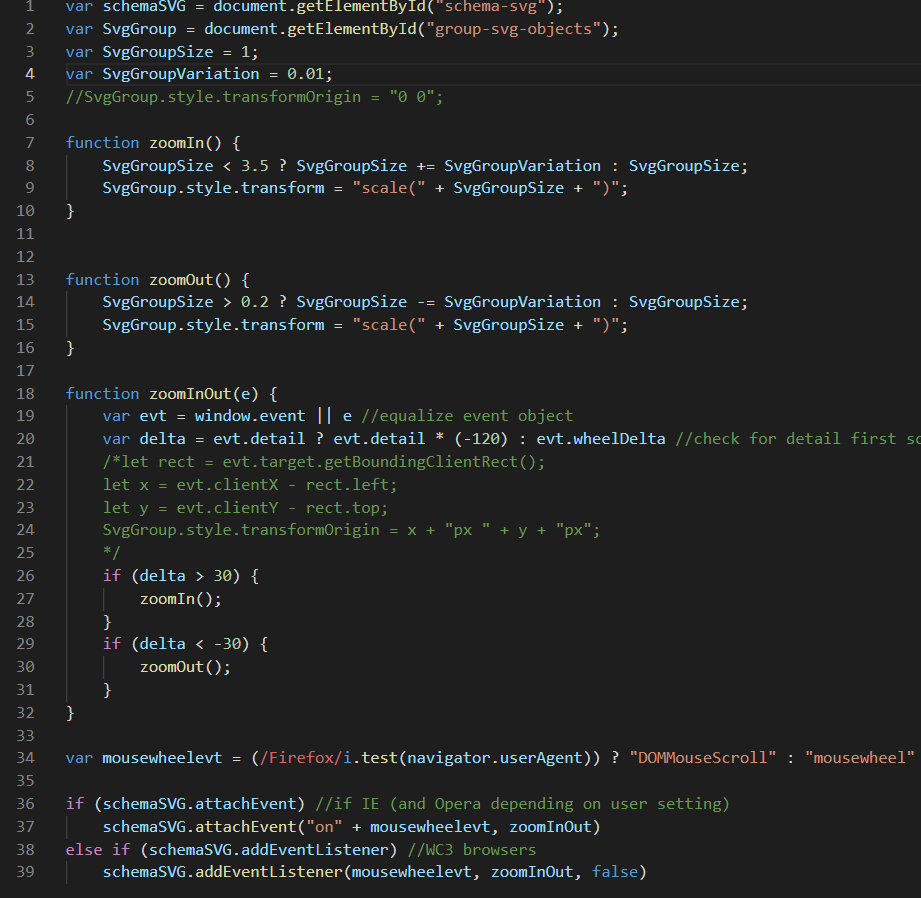 1 var schemaSVG = document.getElementById("schema-svg");
2 var SvgGroup = document.getElementById("group-svg-objects");
3 var SvgGroupSize = 1;
4 var SvgGroupVariation = 0.01;
5 //SvgGroup.style.transformOrigin = "0 0";
6
7 function zoomIn() {
8 SvgGroupSize < 3.5 ? SvgGroupSize += SvgGroupVariation : SvgGroupSize;
9 SvgGroup.style.transform = "scale(" + SvgGroupSize + ")";
10 }
11
12
13 function zoomOut() {
14 SvgGroupSize > 0.2 ? SvgGroupSize -= SvgGroupVariation : SvgGroupSize;
15 SvgGroup.style.transform = "scale(" + SvgGroupSize + ")";
16 }
17
18 function zoomInOut(e) {
19 var evt = window.event || e //equalize event object
20 var delta = evt.detail ? evt.detail * (-120) : evt.wheelDelta //check for detail first
21 /*let rect = evt.target.getBoundingClientRect();
22 let x = evt.clientX - rect.left;
23 let y = evt.clientY - rect.top;
24 SvgGroup.style.transformOrigin = x + "px " + y + "px";
25 */
26 if (delta > 30) {
27 zoomIn();
28 }
29 if (delta < -30) {
30 zoomOut();
31 }
32 }
33
34 var mousewheelevt = (/Firefox/i.test(navigator.userAgent)) ? "DOMMouseScroll" : "mousewheel"
35
36 if (schemaSVG.attachEvent) //if IE (and Opera depending on user setting)
37 schemaSVG.attachEvent("on" + mousewheelevt, zoomInOut)
38 else if (schemaSVG.addEventListener) //WC3 browsers
39 schemaSVG.addEventListener(mousewheelevt, zoomInOut, false)